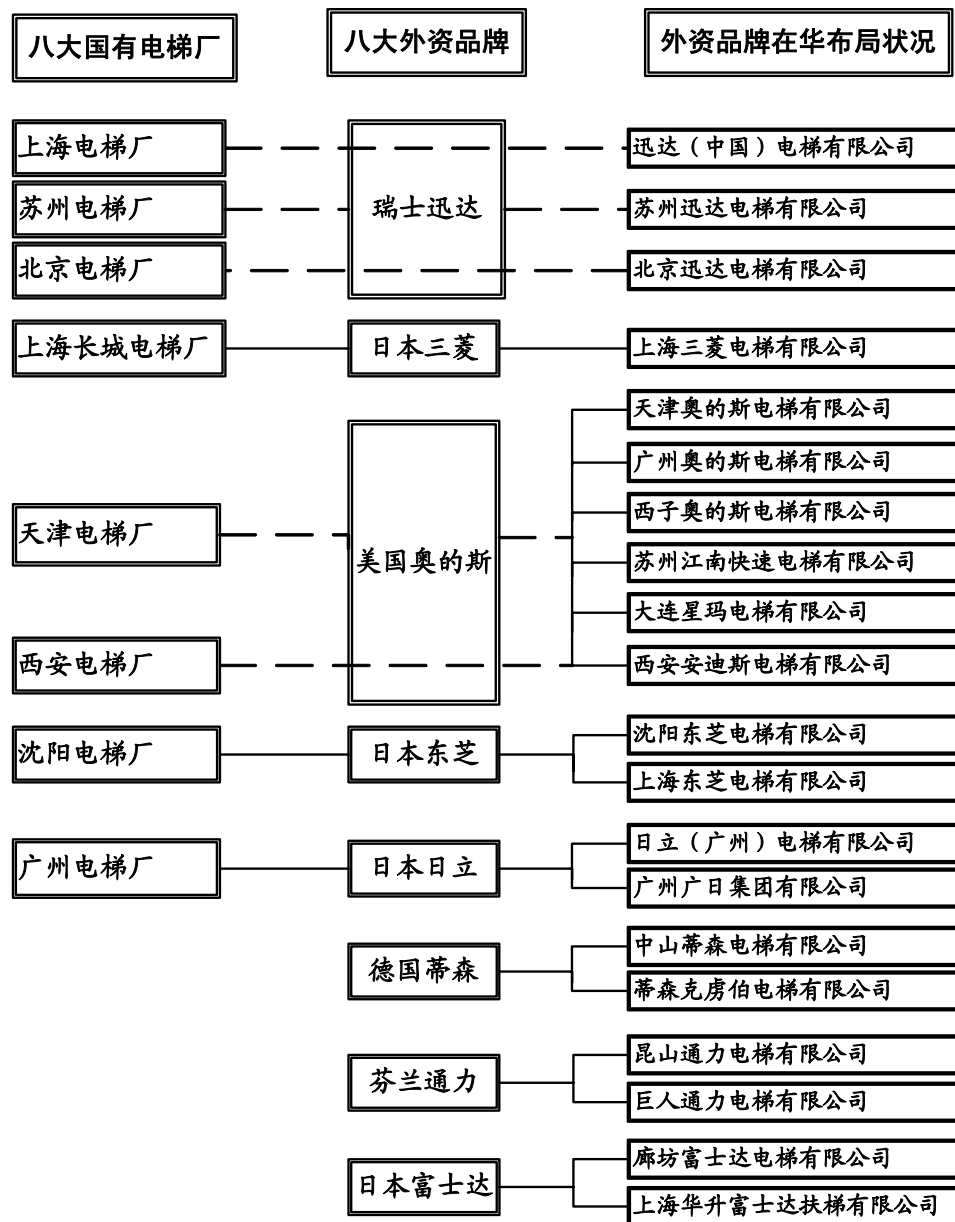 八大国有电梯厂
八大外资品牌
外资品牌在华布局状况
上海电梯厂
苏州电梯厂
北京电梯厂
瑞士迅达
迅达（中国）电梯有限公司
苏州迅达电梯有限公司
北京迅达电梯有限公司
上海长城电梯厂
日本三菱
上海三菱电梯有限公司
天津电梯厂
西安电梯厂
美国奥的斯
天津奥的斯电梯有限公司
广州奥的斯电梯有限公司
西子奥的斯电梯有限公司
苏州江南快速电梯有限公司
大连星玛电梯有限公司
西安安迪斯电梯有限公司
沈阳电梯厂
日本东芝
沈阳东芝电梯有限公司
上海东芝电梯有限公司
广州电梯厂
日本日立
日立（广州）电梯有限公司
广州广日集团有限公司
德国蒂森
中山蒂森电梯有限公司
蒂森克虏伯电梯有限公司
芬兰通力
昆山通力电梯有限公司
巨人通力电梯有限公司
日本富士达
廊坊富士达电梯有限公司
上海华升富士达扶梯有限公司